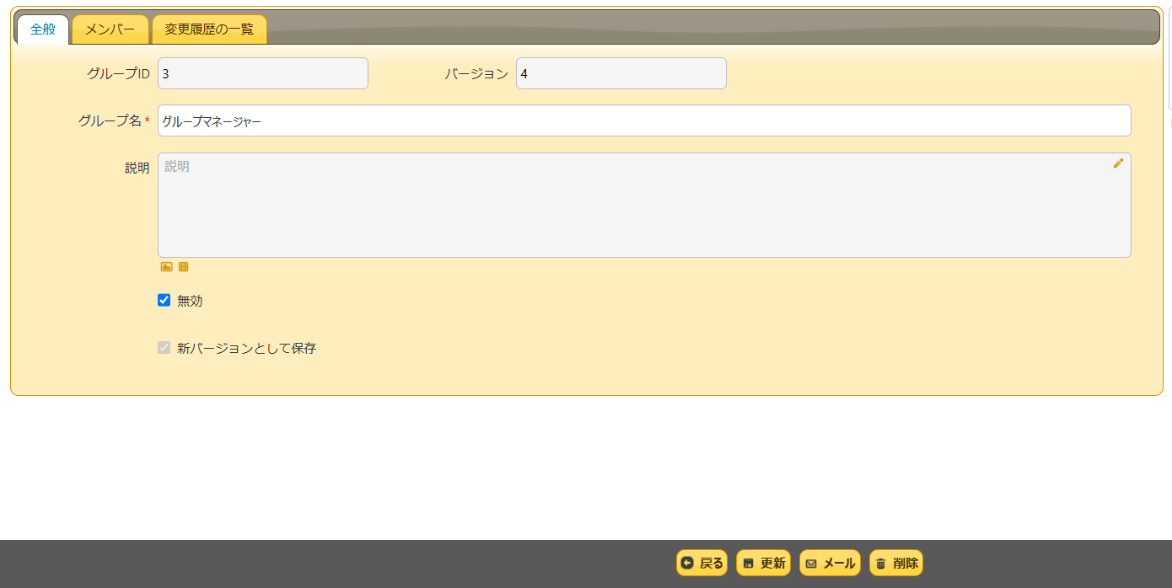 全般 メンバー 変更履歴の一覧
グループID 3 バージョン 4
グループ名* グループマネージャー
説明 説明
無効
新バージョンとして保存
戻る 更新 メール 削除